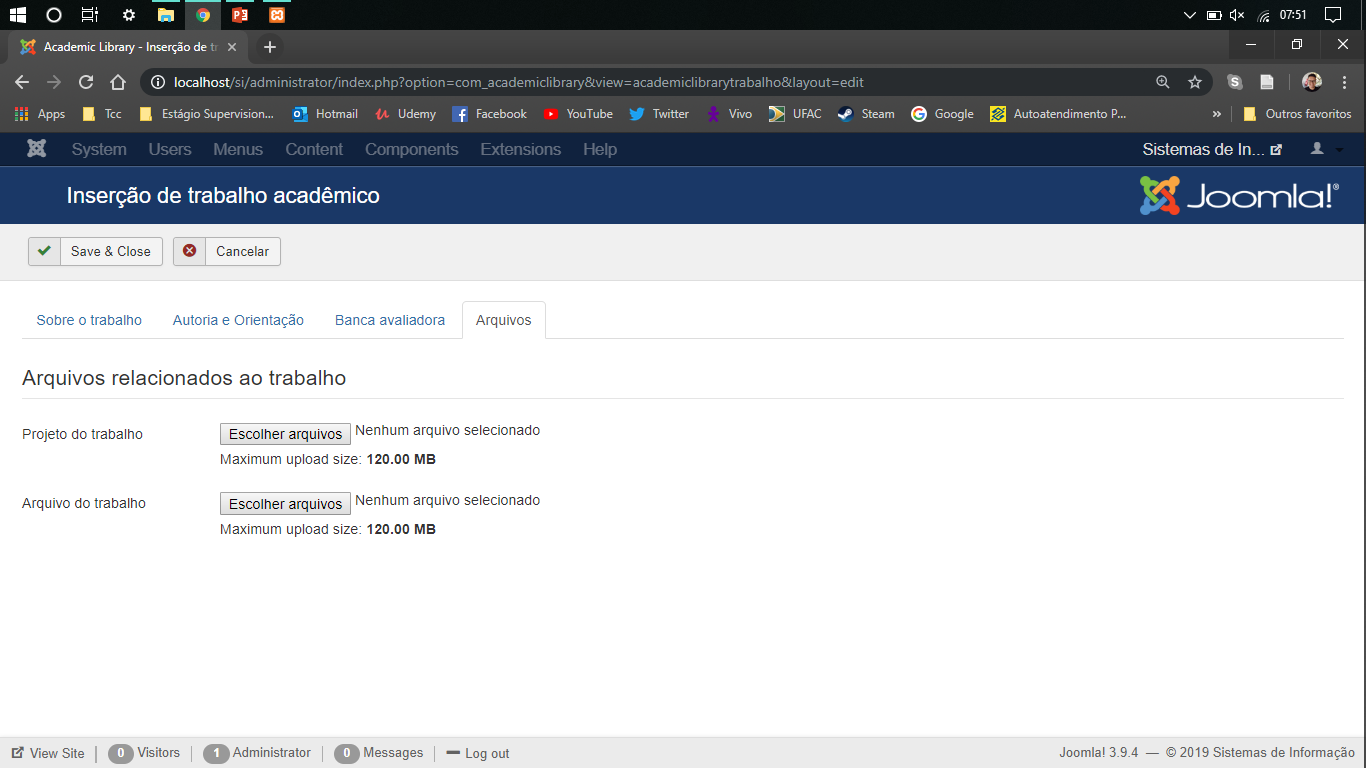 07:51
Academic Library - Inserção de tr
localhost/si/administrator/index.php?option=com_academiclibrary&view=academiclibrarytrabalho&layout=edit
Apps Tcc Estágio Supervision... Hotmail Udemy Facebook YouTube Twitter Vivo UFAC Steam Google Autoatendimento P... » Outros favoritos
System Users Menus Content Components Extensions Help Sistemas de In...
Inserção de trabalho acadêmico Joomla!®
Save & Close Cancelar
Sobre o trabalho Autoria e Orientação Banca avaliadora Arquivos
Arquivos relacionados ao trabalho
Projeto do trabalho Escolher arquivos Nenhum arquivo selecionado
Maximum upload size: 120.00 MB
Arquivo do trabalho Escolher arquivos Nenhum arquivo selecionado
Maximum upload size: 120.00 MB
View Site 0 Visitors 1 Administrator 0 Messages Log out Joomla! 3.9.4 — © 2019 Sistemas de Informação